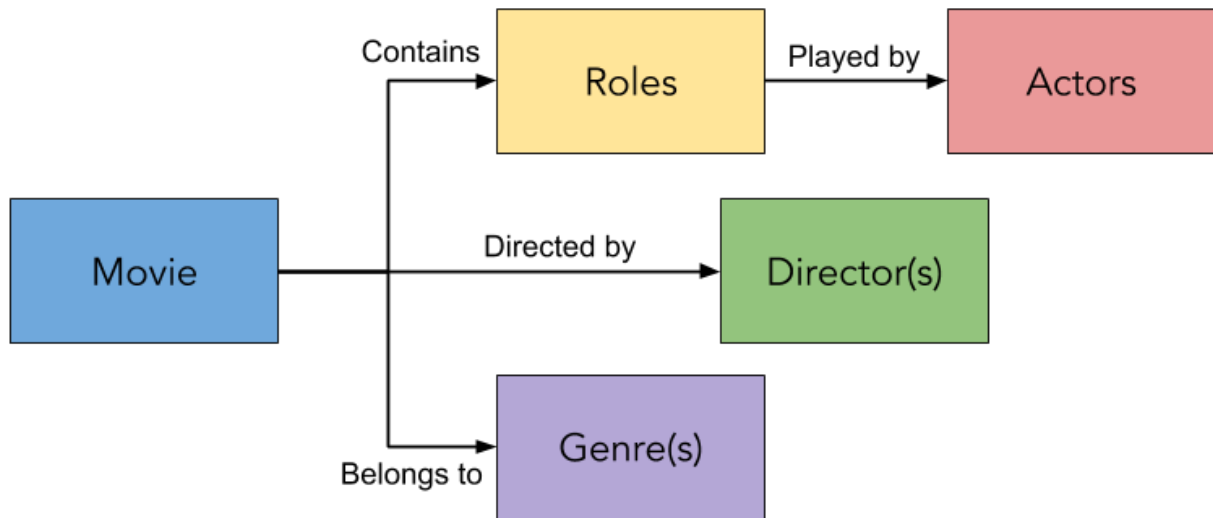 Contains
Roles
Played by
Actors
Movie
Directed by
Director(s)
Belongs to
Genre(s)